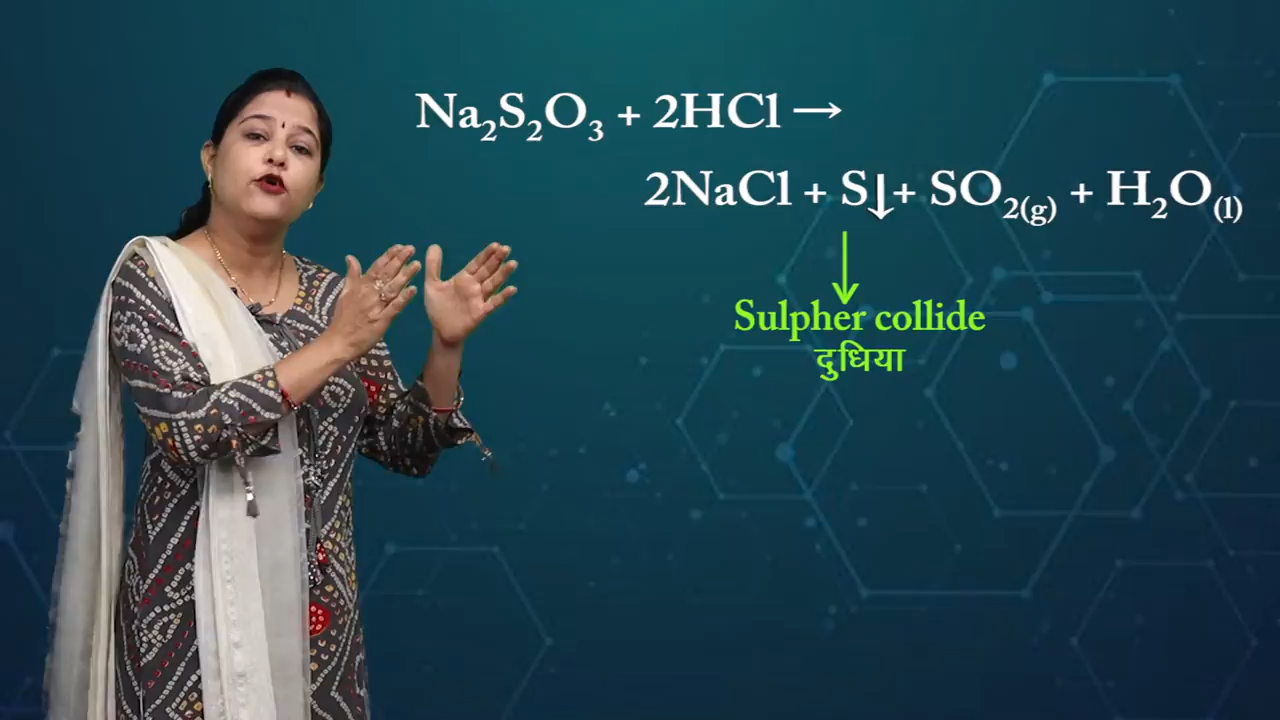 Na₂S₂O₃ + 2HCl →
2NaCl + S↓ + SO₂(g) + H₂O(l)
Sulpher collide
दुधिया